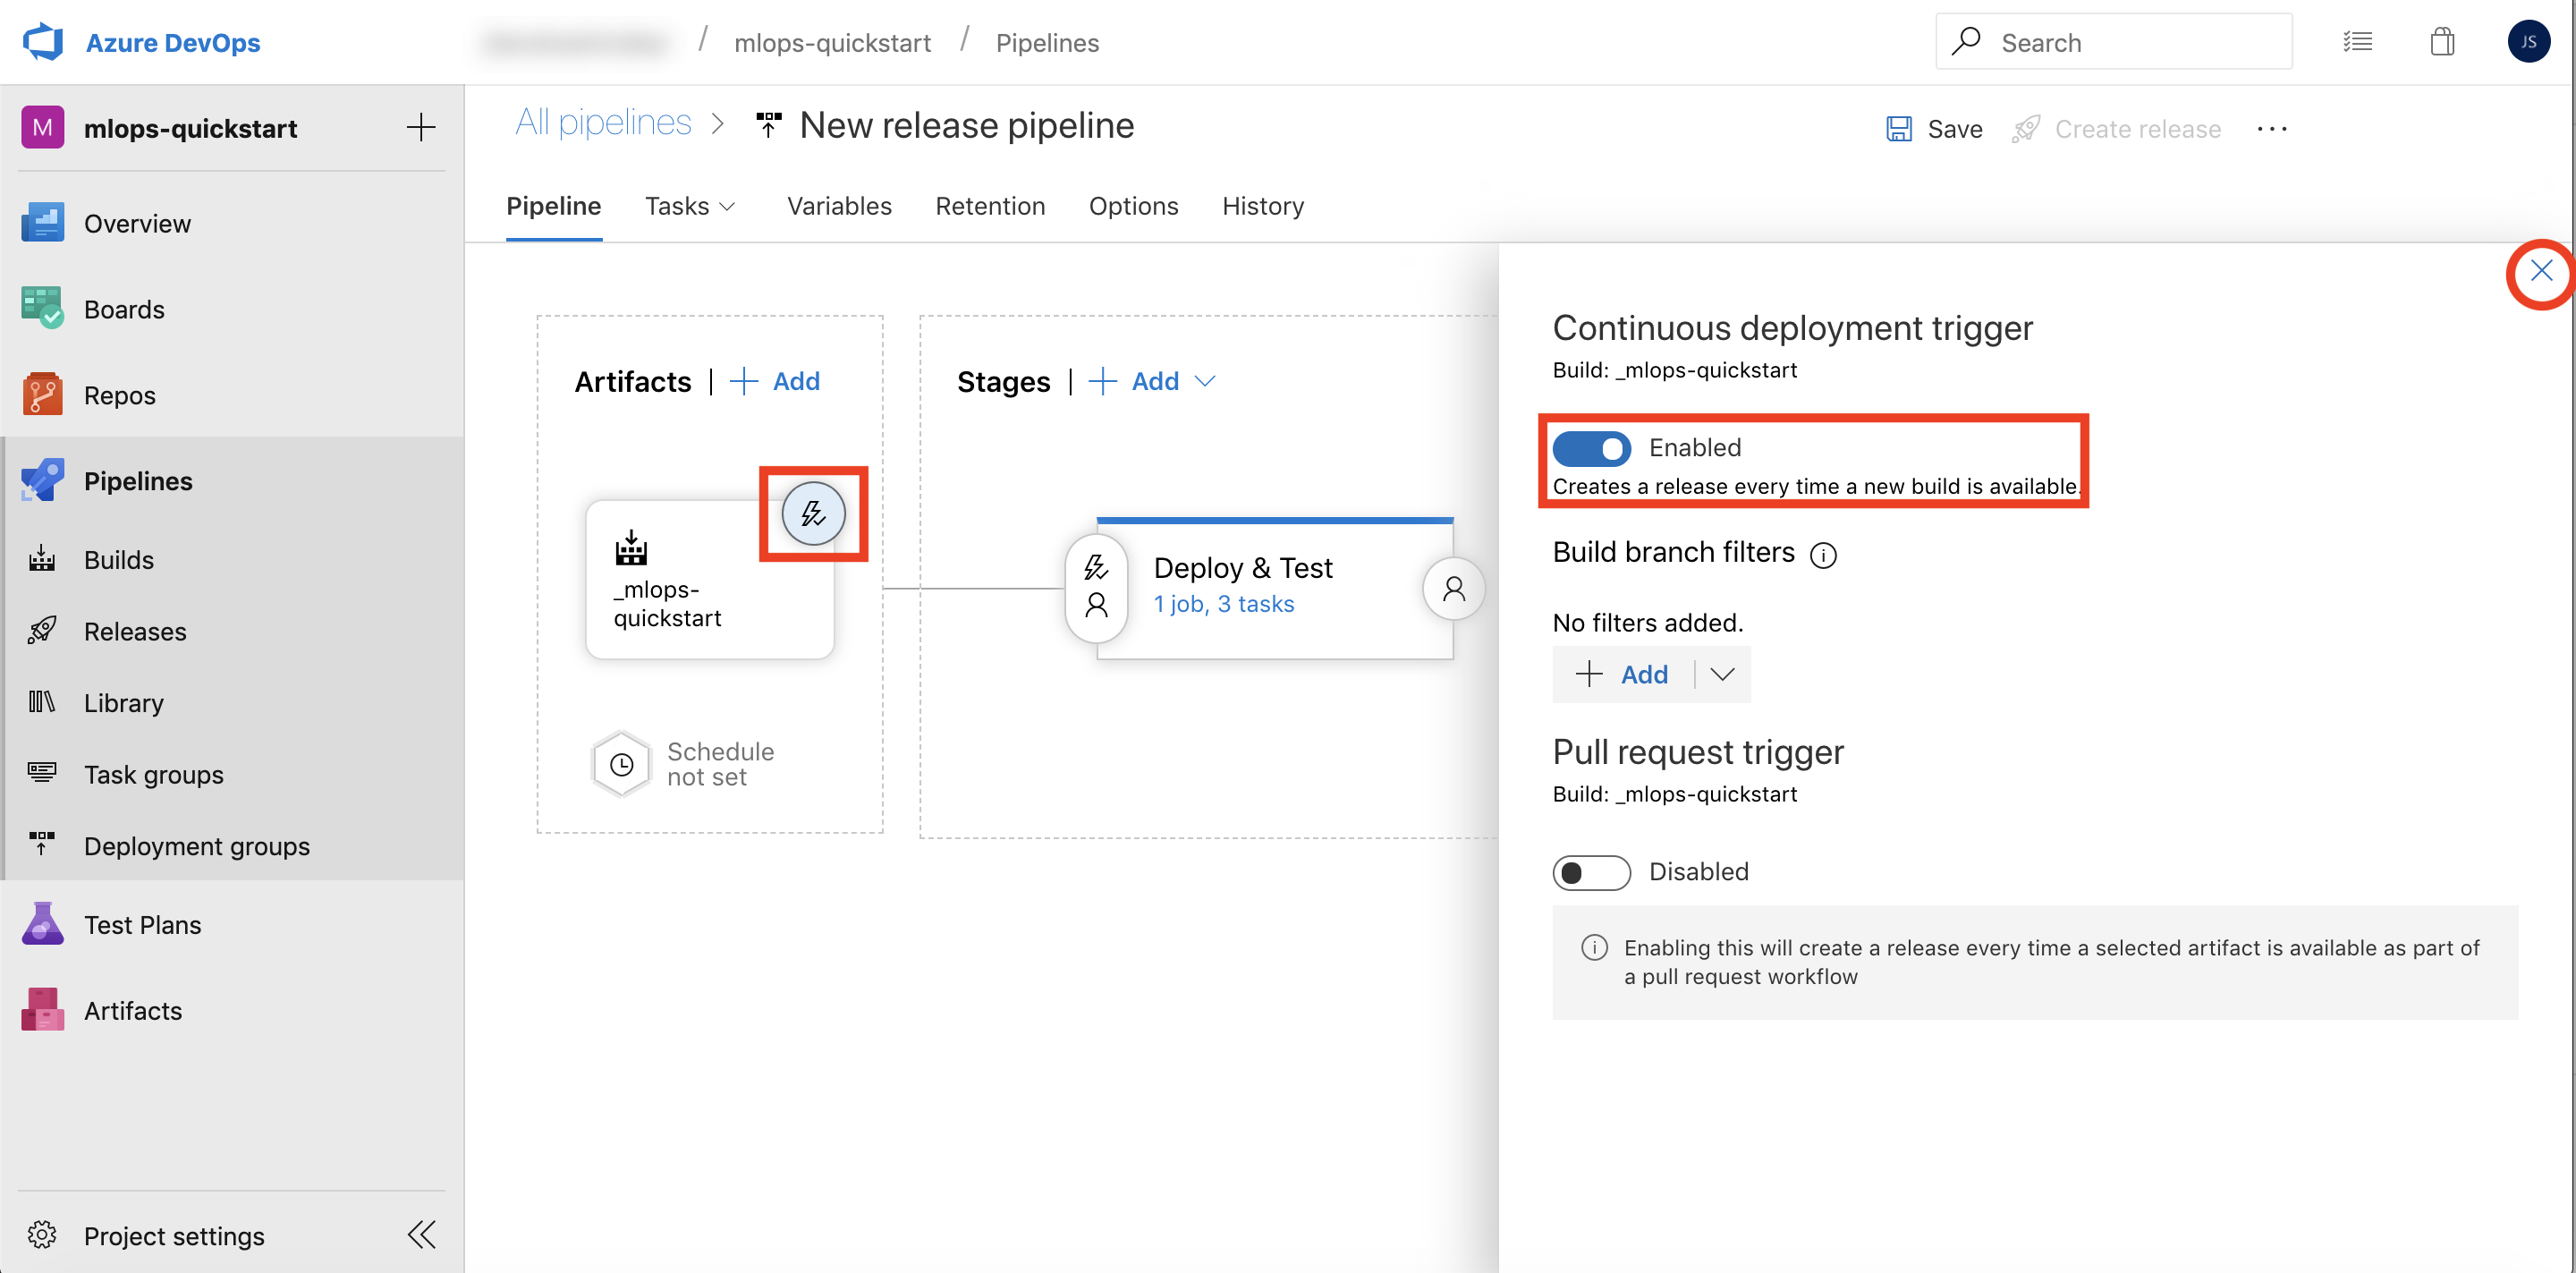 Azure DevOps
/ mlops-quickstart / Pipelines
Search
JS
M mlops-quickstart
Overview
Boards
Repos
Pipelines
Builds
Releases
Library
Task groups
Deployment groups
Test Plans
Artifacts
Project settings
All pipelines > New release pipeline
Save Create release ...
Pipeline Tasks Variables Retention Options History
Artifacts | + Add
_mlops-
quickstart
Schedule
not set
Stages | + Add
Deploy & Test
1 job, 3 tasks
Continuous deployment trigger
Build: _mlops-quickstart
Enabled
Creates a release every time a new build is available.
Build branch filters
No filters added.
+ Add
Pull request trigger
Build: _mlops-quickstart
Disabled
Enabling this will create a release every time a selected artifact is available as part of
a pull request workflow